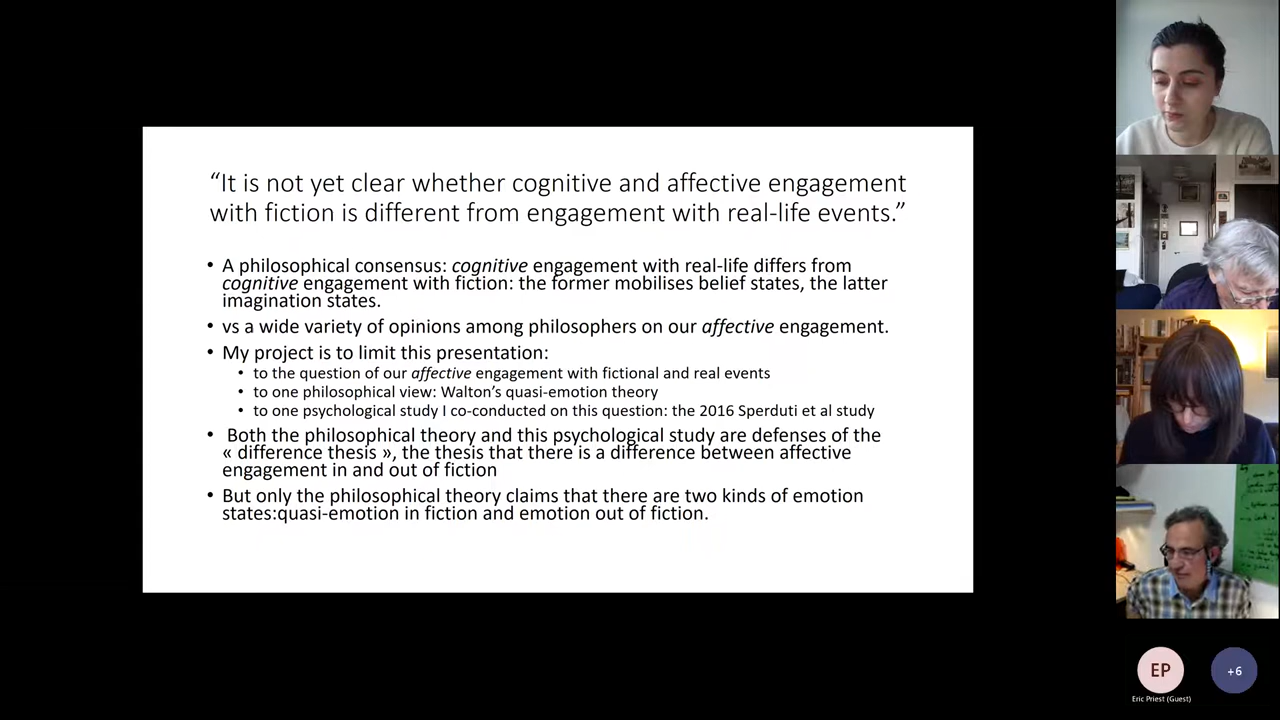 “It is not yet clear whether cognitive and affective engagement
with fiction is different from engagement with real-life events.”
• A philosophical consensus: cognitive engagement with real-life differs from
cognitive engagement with fiction: the former mobilises belief states, the latter
imagination states.
• vs a wide variety of opinions among philosophers on our affective engagement.
• My project is to limit this presentation:
• to the question of our affective engagement with fictional and real events
• to one philosophical view: Walton’s quasi-emotion theory
• to one psychological study I co-conducted on this question: the 2016 Sperduti et al study
• Both the philosophical theory and this psychological study are defenses of the
« difference thesis », the thesis that there is a difference between affective
engagement in and out of fiction
• But only the philosophical theory claims that there are two kinds of emotion
states:quasi-emotion in fiction and emotion out of fiction.
EP
+6
Eric Priest (Guest)